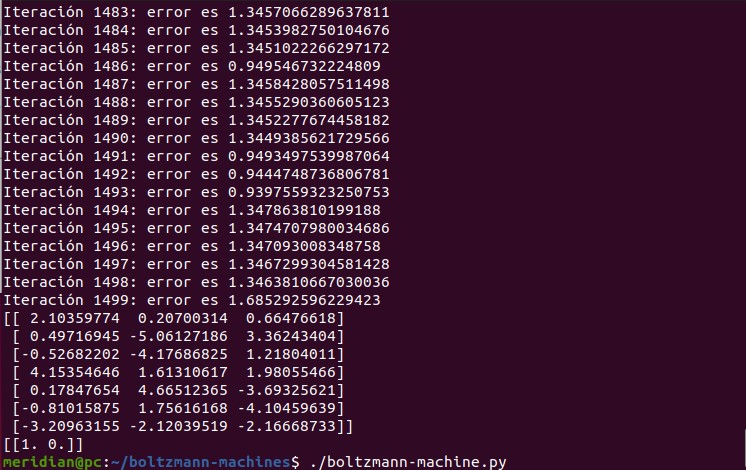 Iteración 1483: error es 1.3457066289637811
Iteración 1484: error es 1.3453982750104676
Iteración 1485: error es 1.3451022266297172
Iteración 1486: error es 0.949546732224809
Iteración 1487: error es 1.3458428057511498
Iteración 1488: error es 1.3455290360605123
Iteración 1489: error es 1.3452277674458182
Iteración 1490: error es 1.3449385621729566
Iteración 1491: error es 0.9493497539987064
Iteración 1492: error es 0.9444748736806781
Iteración 1493: error es 0.9397559323250753
Iteración 1494: error es 1.347863810199188
Iteración 1495: error es 1.3474707980034686
Iteración 1496: error es 1.347093008348758
Iteración 1497: error es 1.3467299304581428
Iteración 1498: error es 1.3463810667030036
Iteración 1499: error es 1.685292596229423
[[ 2.10359774  0.20700314  0.66476618]
 [ 0.49716945 -5.06127186  3.36243404]
 [-0.52682202 -4.17686825  1.21804011]
 [ 4.15354646  1.61310617  1.98055466]
 [ 0.17847654  4.66512365 -3.69325621]
 [-0.81015875  1.75616168 -4.10459639]
 [-3.20963155 -2.12039519 -2.16668733]]
[[1. 0.]]
meridian@pc:~/boltzmann-machines$ ./boltzmann-machine.py